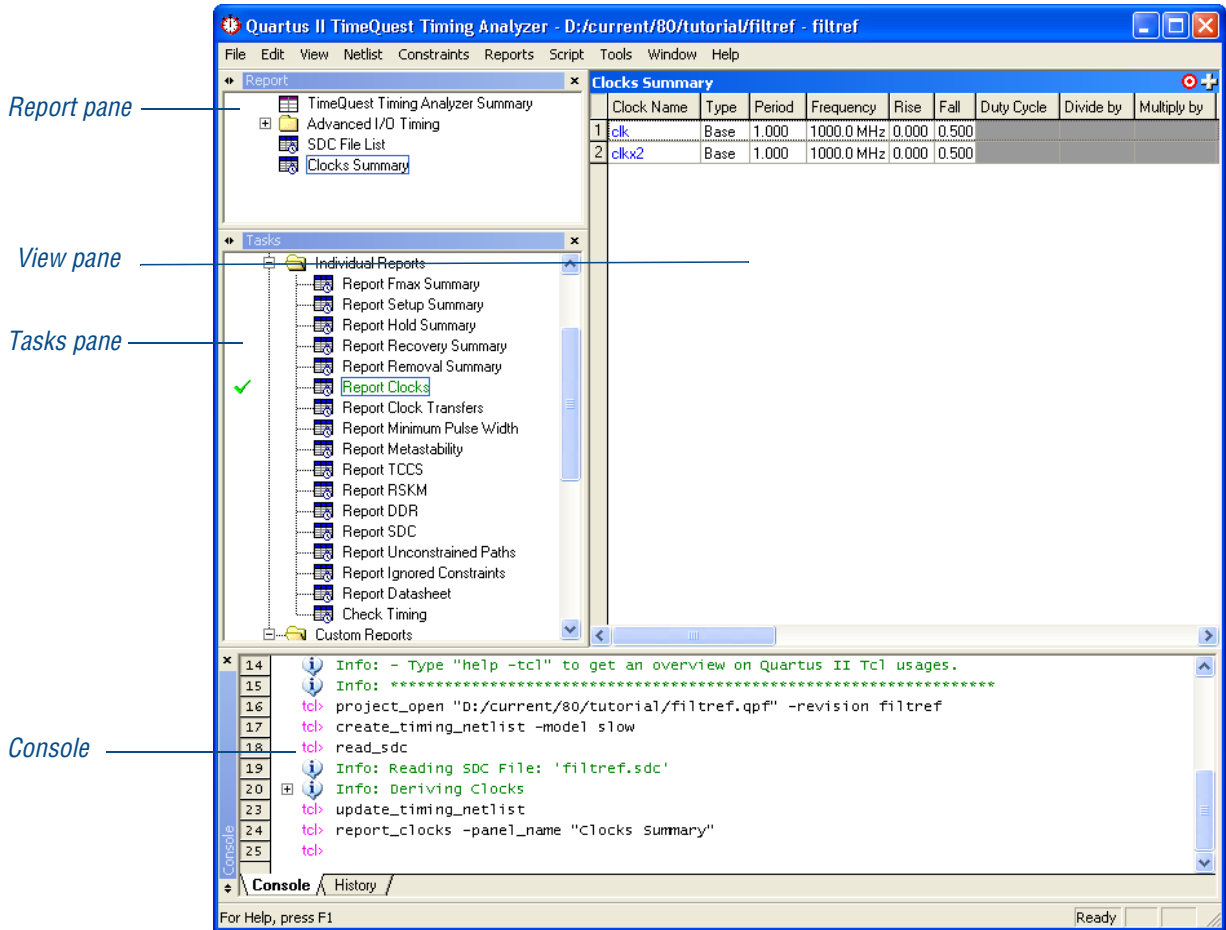 Quartus II TimeQuest Timing Analyzer - D:/current/80/tutorial/filtref - filtref
File Edit View Netlist Constraints Reports Script Tools Window Help
Report pane
Report
TimeQuest Timing Analyzer Summary
Advanced I/O Timing
SDC File List
Clocks Summary
Clocks Summary
Clock Name Type Period Frequency Rise Fall Duty Cycle Divide by Multiply by
1 clk Base 1.000 1000.0 MHz 0.000 0.500
2 clkx2 Base 1.000 1000.0 MHz 0.000 0.500
View pane
Tasks pane
Tasks
Individual Reports
Report Fmax Summary
Report Setup Summary
Report Hold Summary
Report Recovery Summary
Report Removal Summary
Report Clocks
Report Clock Transfers
Report Minimum Pulse Width
Report Metastability
Report TCCS
Report RSKM
Report DDR
Report SDC
Report Unconstrained Paths
Report Ignored Constraints
Report Datasheet
Check Timing
Custom Reports
Console
14 Info: - Type "help -tcl" to get an overview on Quartus II Tcl usages.
15 Info: *******************************************************************
16 tcl> project_open "D:/current/80/tutorial/filtref.qpf" -revision filtref
17 tcl> create_timing_netlist -model slow
18 tcl> read_sdc
19 Info: Reading SDC File: 'filtref.sdc'
20 Info: Deriving Clocks
23 tcl> update_timing_netlist
24 tcl> report_clocks -panel_name "Clocks Summary"
25 tcl>
Console
Console History
For Help, press F1 Ready